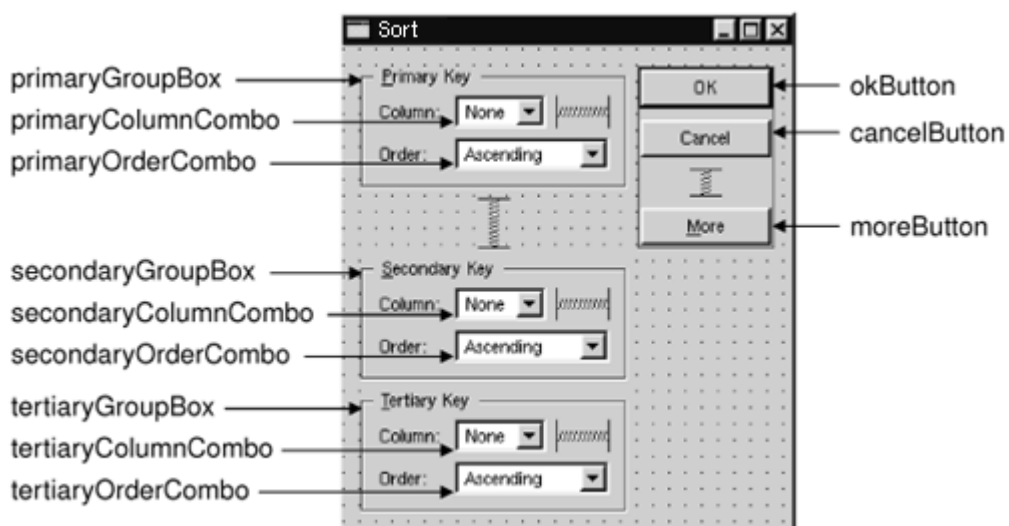 Sort
primaryGroupBox
Primary Key
OK
okButton
primaryColumnCombo
Column: None
cancelButton
Cancel
primaryOrderCombo
Order: Ascending
More
moreButton
secondaryGroupBox
Secondary Key
secondaryColumnCombo
Column: None
secondaryOrderCombo
Order: Ascending
tertiaryGroupBox
Tertiary Key
tertiaryColumnCombo
Column: None
tertiaryOrderCombo
Order: Ascending